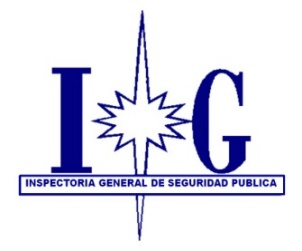 I G
INSPECTORIA GENERAL DE SEGURIDAD PUBLICA